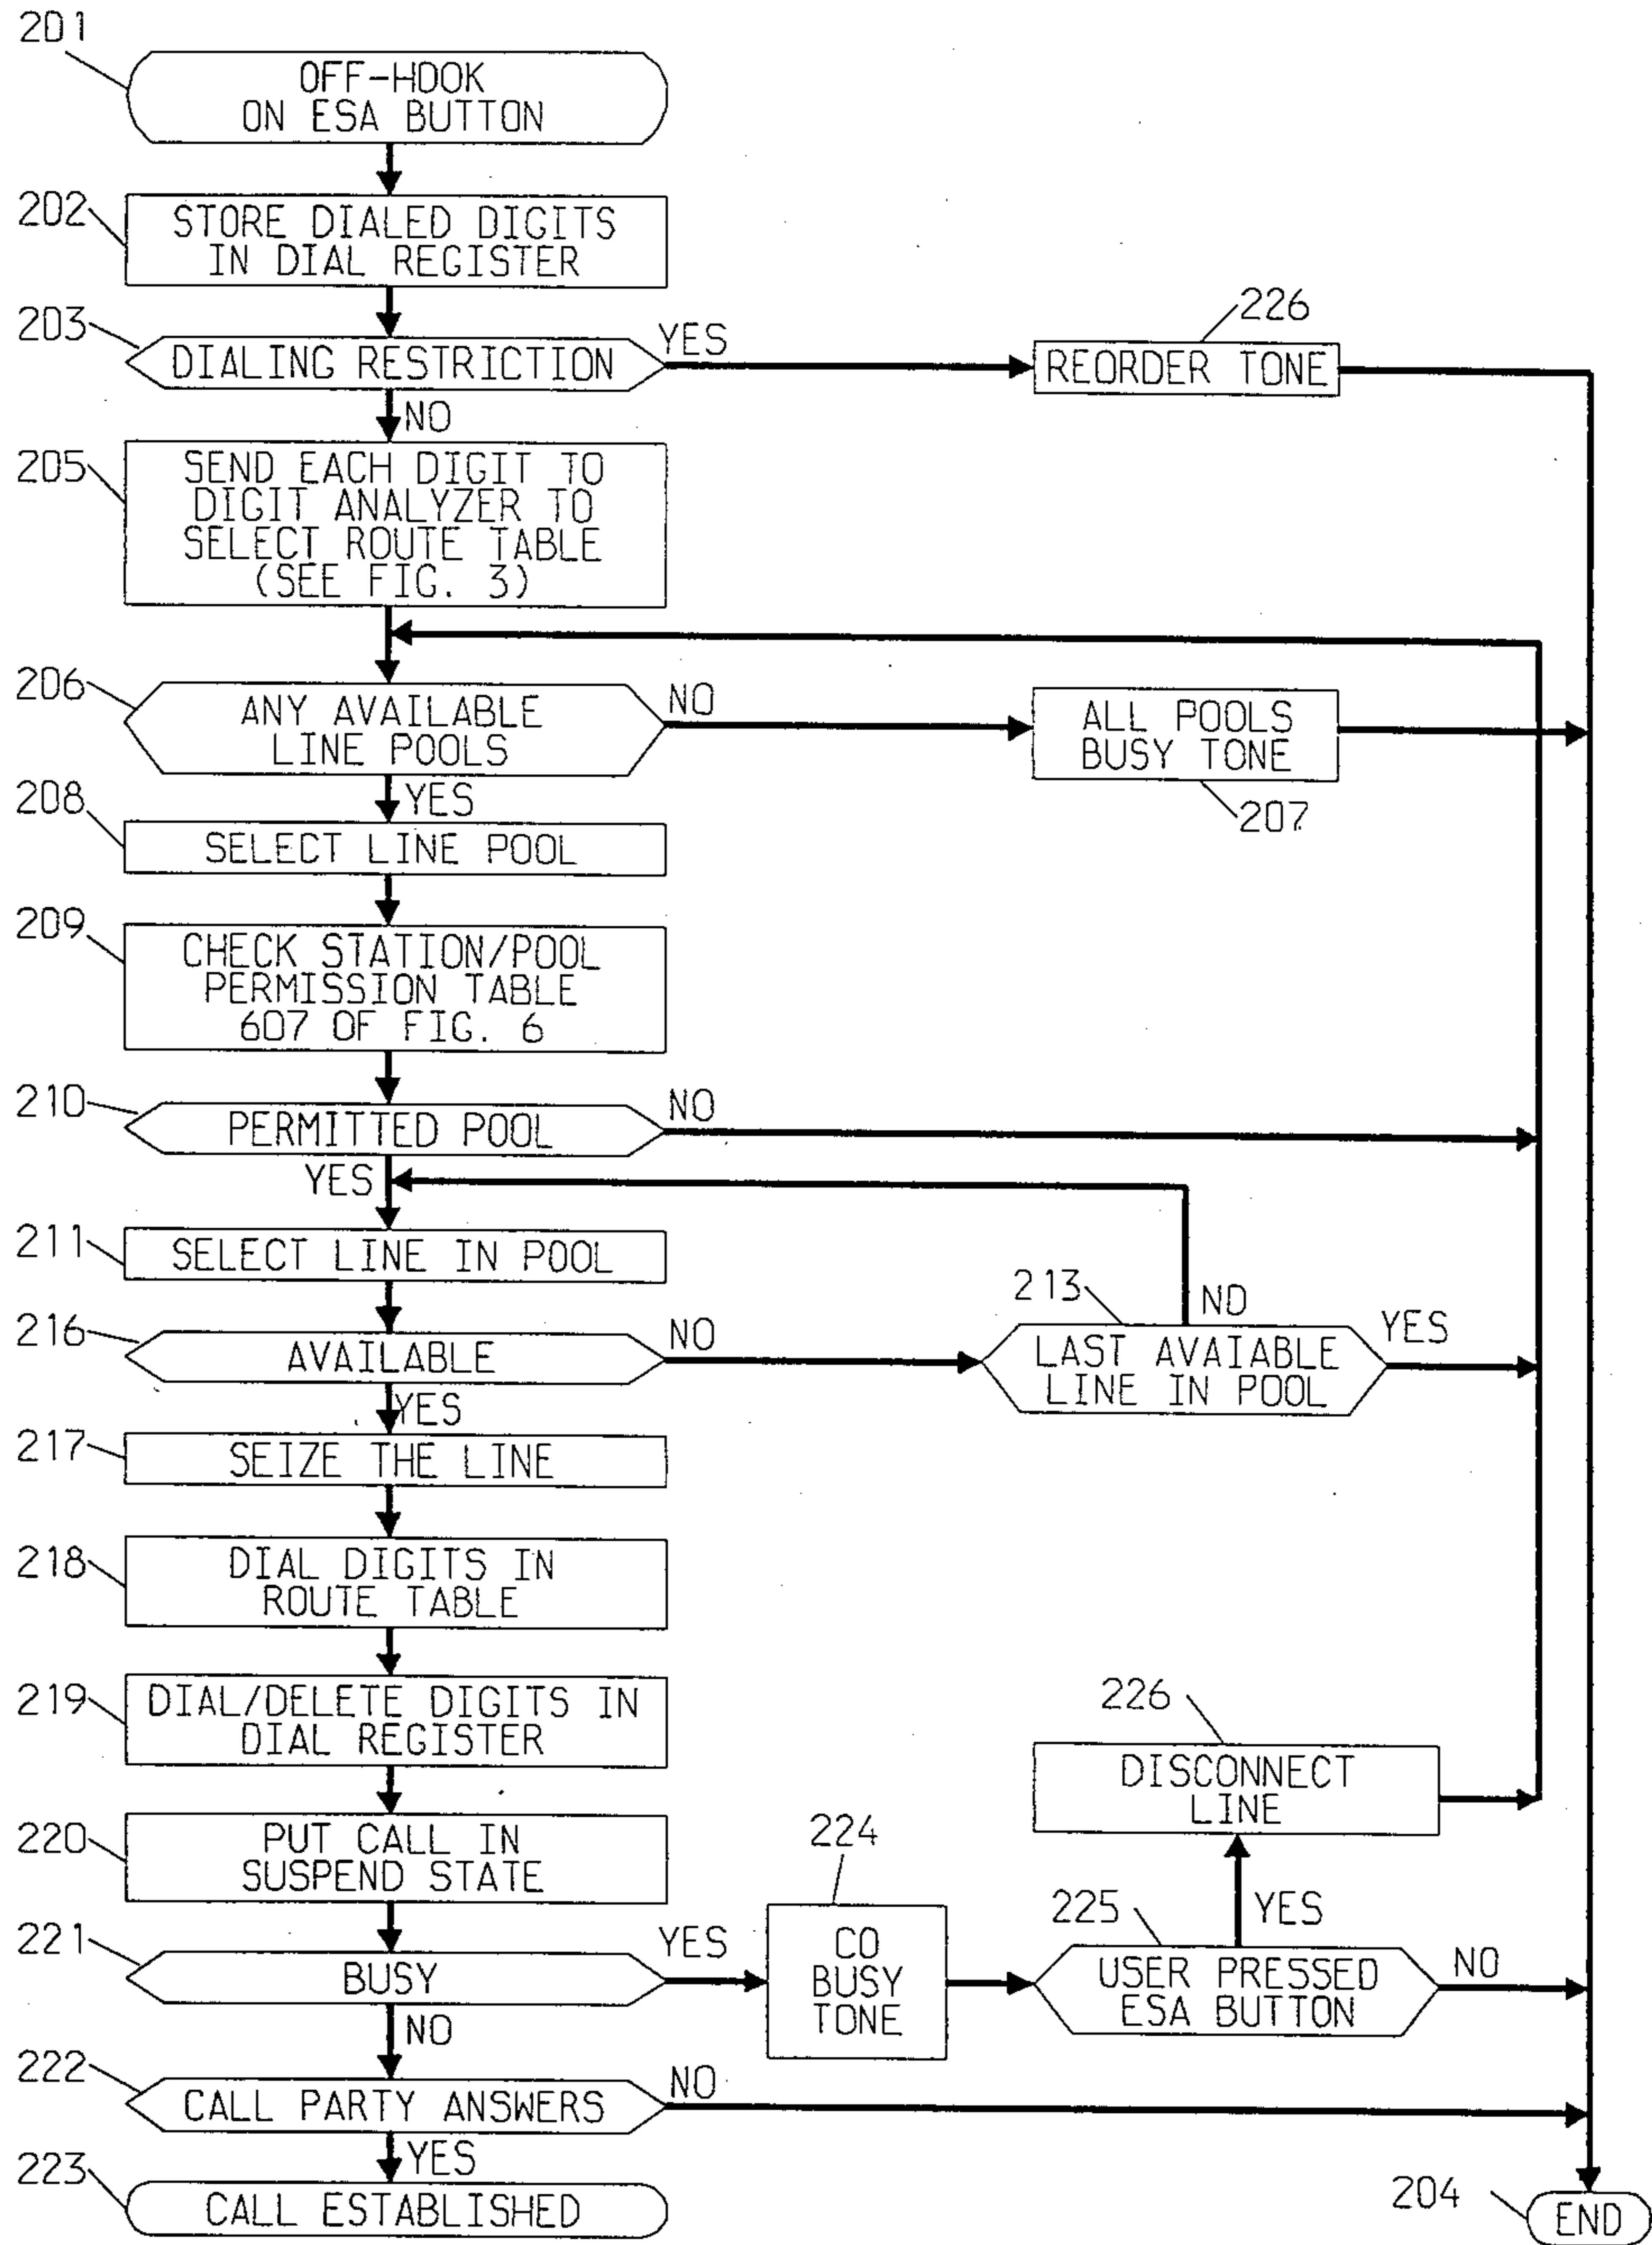 201
OFF-HDOK
ON ESA BUTTON
202
STORE DIALED DIGITS
IN DIAL REGISTER
203
DIALING RESTRICTION
YES
226
REORDER TONE
NO
205
SEND EACH DIGIT TO
DIGIT ANALYZER TO
SELECT ROUTE TABLE
(SEE FIG. 3)
206
ANY AVAILABLE
LINE POOLS
NO
ALL POOLS
BUSY TONE
207
YES
208
SELECT LINE POOL
209
CHECK STATION/POOL
PERMISSION TABLE
607 OF FIG. 6
210
PERMITTED POOL
NO
YES
211
SELECT LINE IN POOL
213
ND
216
AVAILABLE
NO
LAST AVAIABLE
LINE IN POOL
YES
YES
217
SEIZE THE LINE
218
DIAL DIGITS IN
ROUTE TABLE
219
DIAL/DELETE DIGITS IN
DIAL REGISTER
226
DISCONNECT
LINE
220
PUT CALL IN
SUSPEND STATE
224
YES
225
221
BUSY
YES
CO
BUSY
TONE
USER PRESSED
ESA BUTTON
NO
NO
222
CALL PARTY ANSWERS
NO
YES
223
CALL ESTABLISHED
204
END